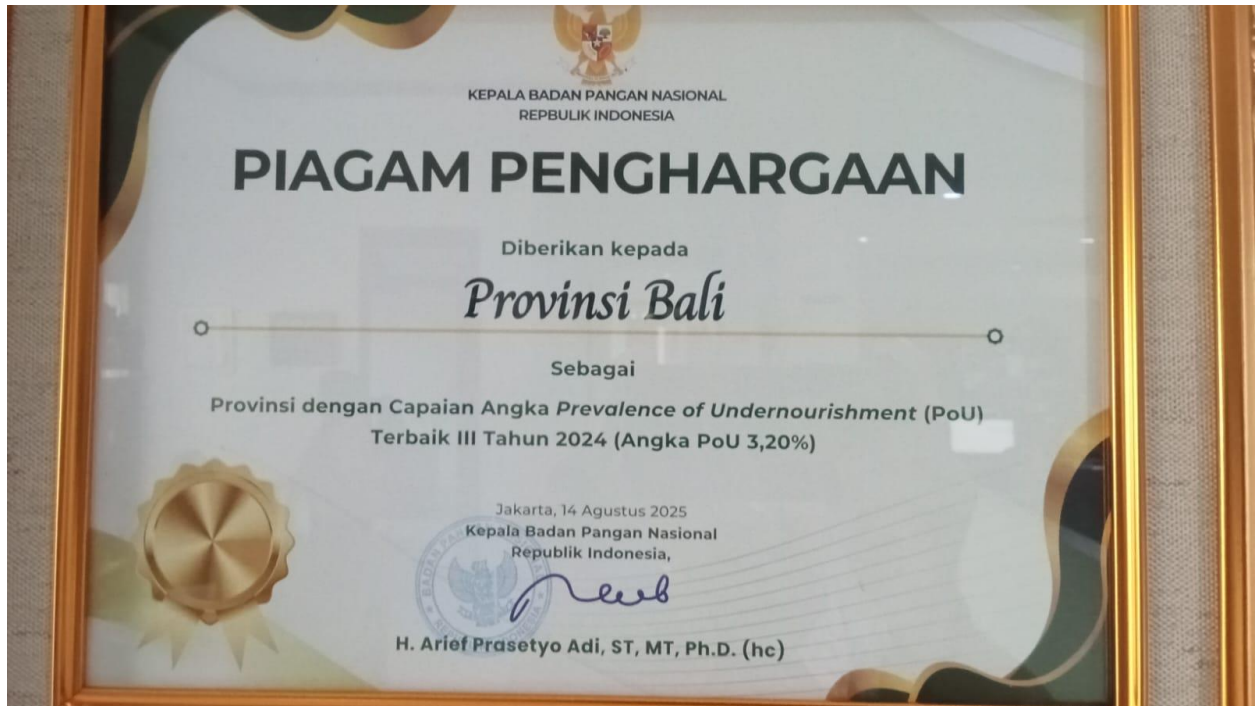 KEPALA BADAN PANGAN NASIONAL
REPBULIK INDONESIA
PIAGAM PENGHARGAAN
Diberikan kepada
Provinsi Bali
Sebagai
Provinsi dengan Capaian Angka Prevalence of Undernourishment (PoU)
Terbaik III Tahun 2024 (Angka PoU 3,20%)
Jakarta, 14 Agustus 2025
Kepala Badan Pangan Nasional
Republik Indonesia,
H. Arief Prasetyo Adi, ST, MT, Ph.D. (hc)